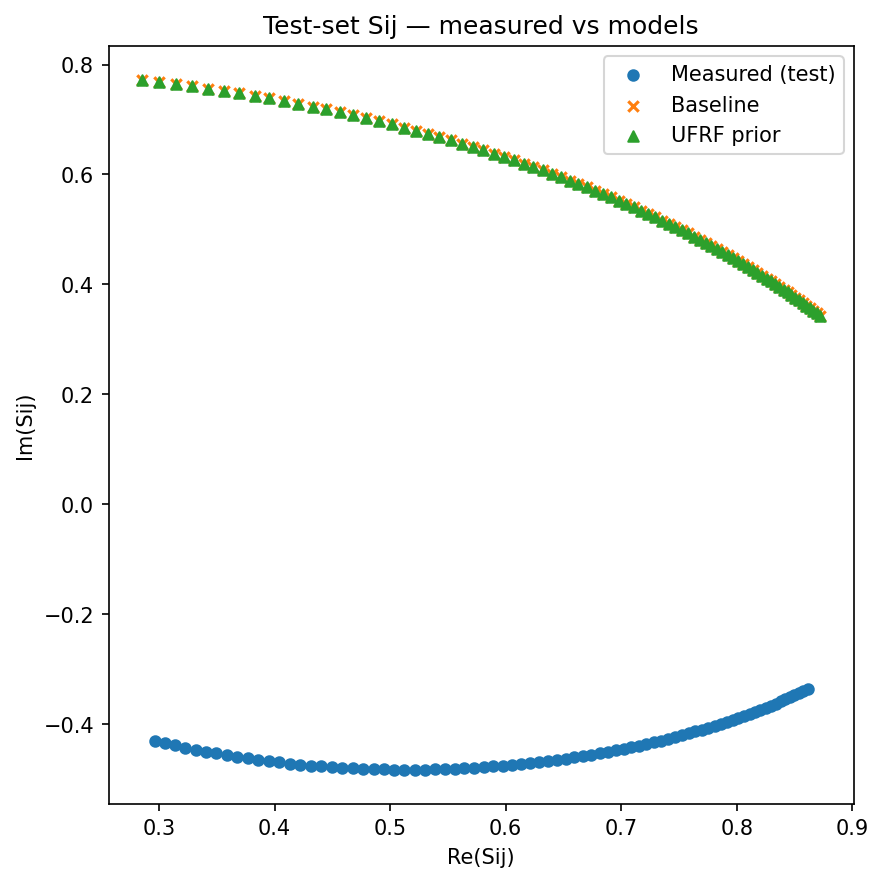 Test-set Sij — measured vs models
Measured (test)
Baseline
UFRF prior
0.8
0.6
0.4
0.2
0.0
−0.2
−0.4
Im(Sij)
0.3 0.4 0.5 0.6 0.7 0.8 0.9
Re(Sij)